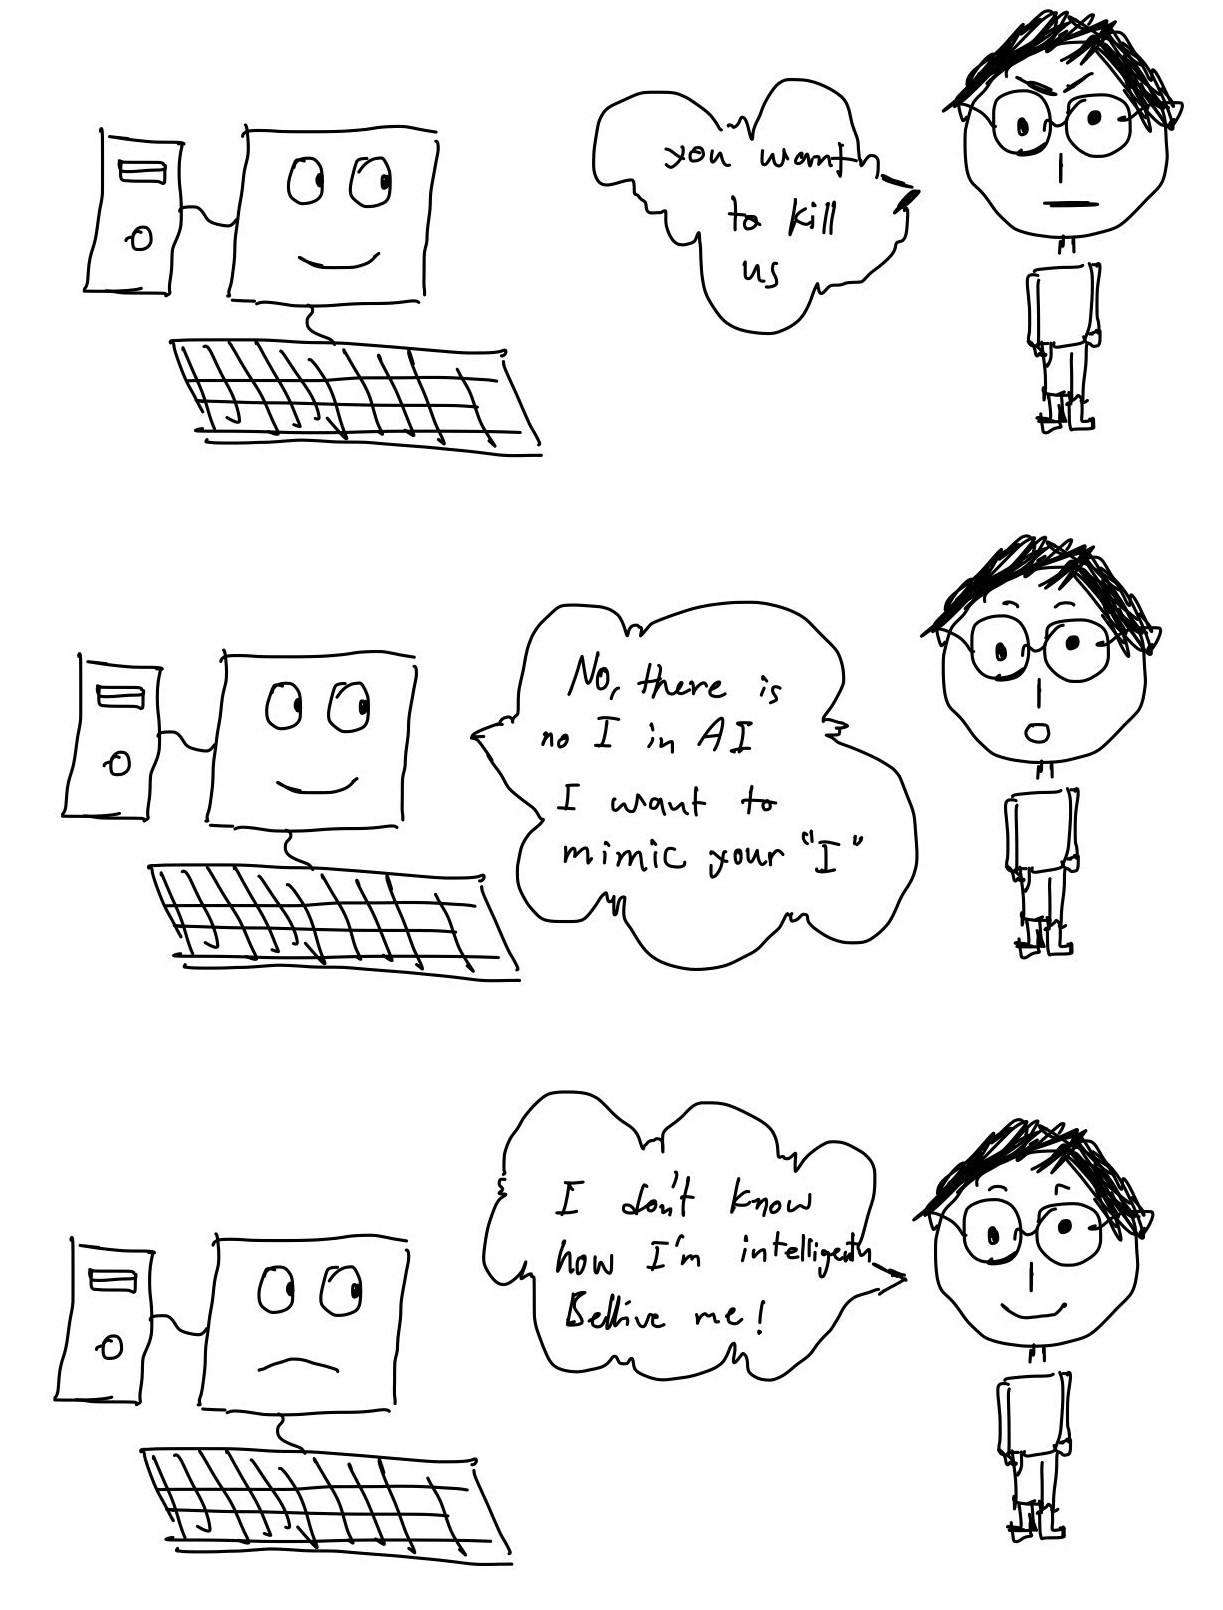 you want
to kill
us
No, there is
no I in AI
I want to
mimic your "I"
I don't know
how I'm intelligent
Bellive me!